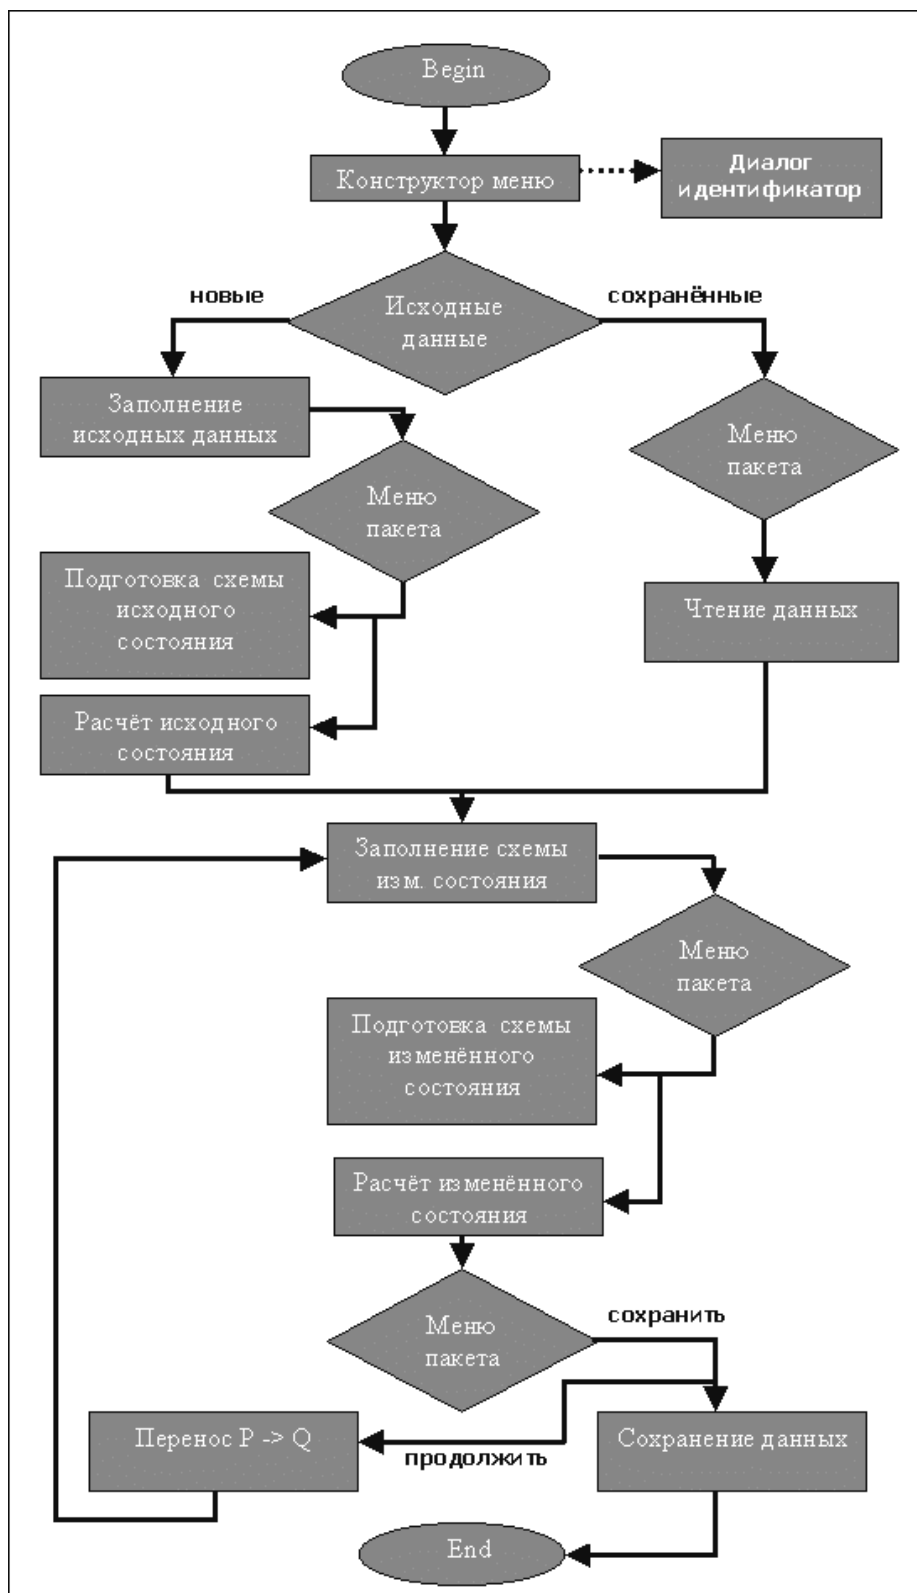 Begin
Конструктор меню
Диалог
идентификатор
Исходные
данные
новые
сохранённые
Заполнение
исходных данных
Меню
пакета
Меню
пакета
Подготовка схемы
исходного
состояния
Чтение данных
Расчёт исходного
состояния
Заполнение схемы
изм. состояния
Меню
пакета
Подготовка схемы
изменённого
состояния
Расчёт изменённого
состояния
Меню
пакета
сохранить
Перенос P -> Q
продолжить
Сохранение данных
End